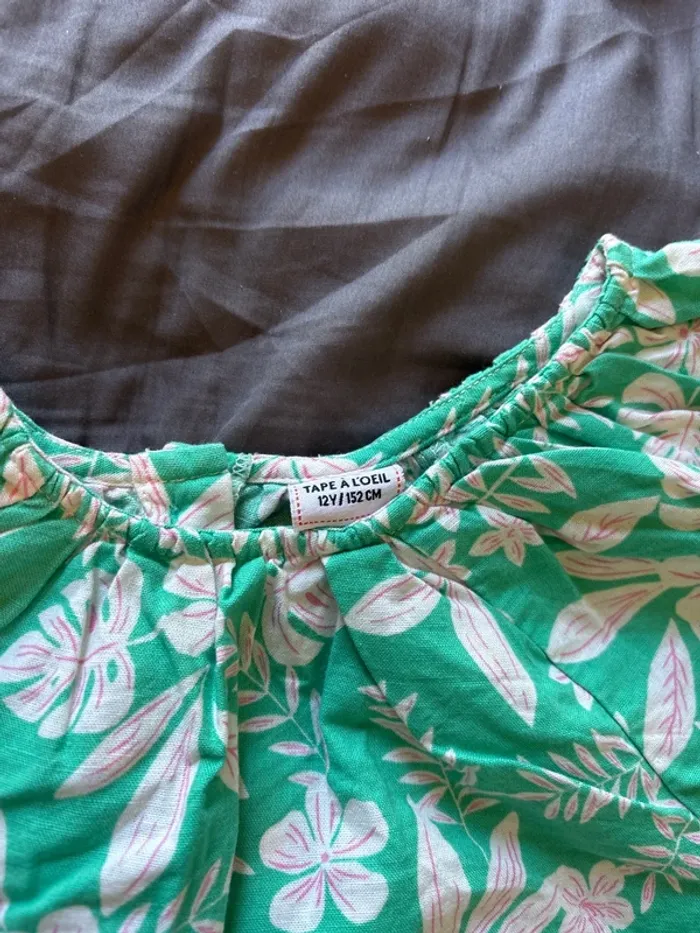 TAPE À L'OEIL
12Y/152 CM